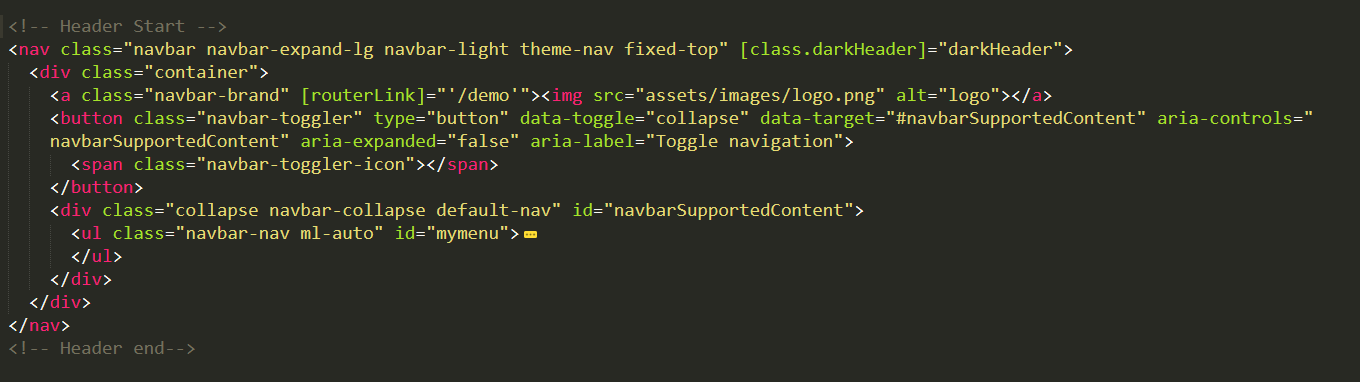 <!-- Header Start -->
<nav class="navbar navbar-expand-lg navbar-light theme-nav fixed-top" [class.darkHeader]="darkHeader">
<div class="container">
<a class="navbar-brand" [routerLink]="'/demo'"><img src="assets/images/logo.png" alt="logo"></a>
<button class="navbar-toggler" type="button" data-toggle="collapse" data-target="#navbarSupportedContent" aria-controls="
navbarSupportedContent" aria-expanded="false" aria-label="Toggle navigation">
<span class="navbar-toggler-icon"></span>
</button>
<div class="collapse navbar-collapse default-nav" id="navbarSupportedContent">
<ul class="navbar-nav ml-auto" id="mymenu">
</ul>
</div>
</div>
</nav>
<!-- Header end-->